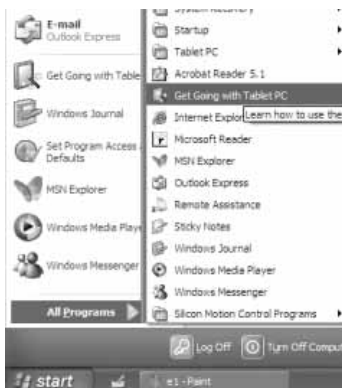 E-mail
Outlook Express
Get Going with Table
Windows Journal
Set Program Access
Defaults
MSN Explorer
Windows Media Playe
Windows Messenger
All Programs
System Recovery
Startup
Tablet PC
Acrobat Reader 5.1
Get Going with Tablet PC
Internet Explor
Learn how to use the
Microsoft Reader
MSN Explorer
Outlook Express
Remote Assistance
Sticky Notes
Windows Journal
Windows Media Player
Windows Messenger
Silicon Motion Control Programs
Log Off
Turn Off Comput
start
e1 - Paint